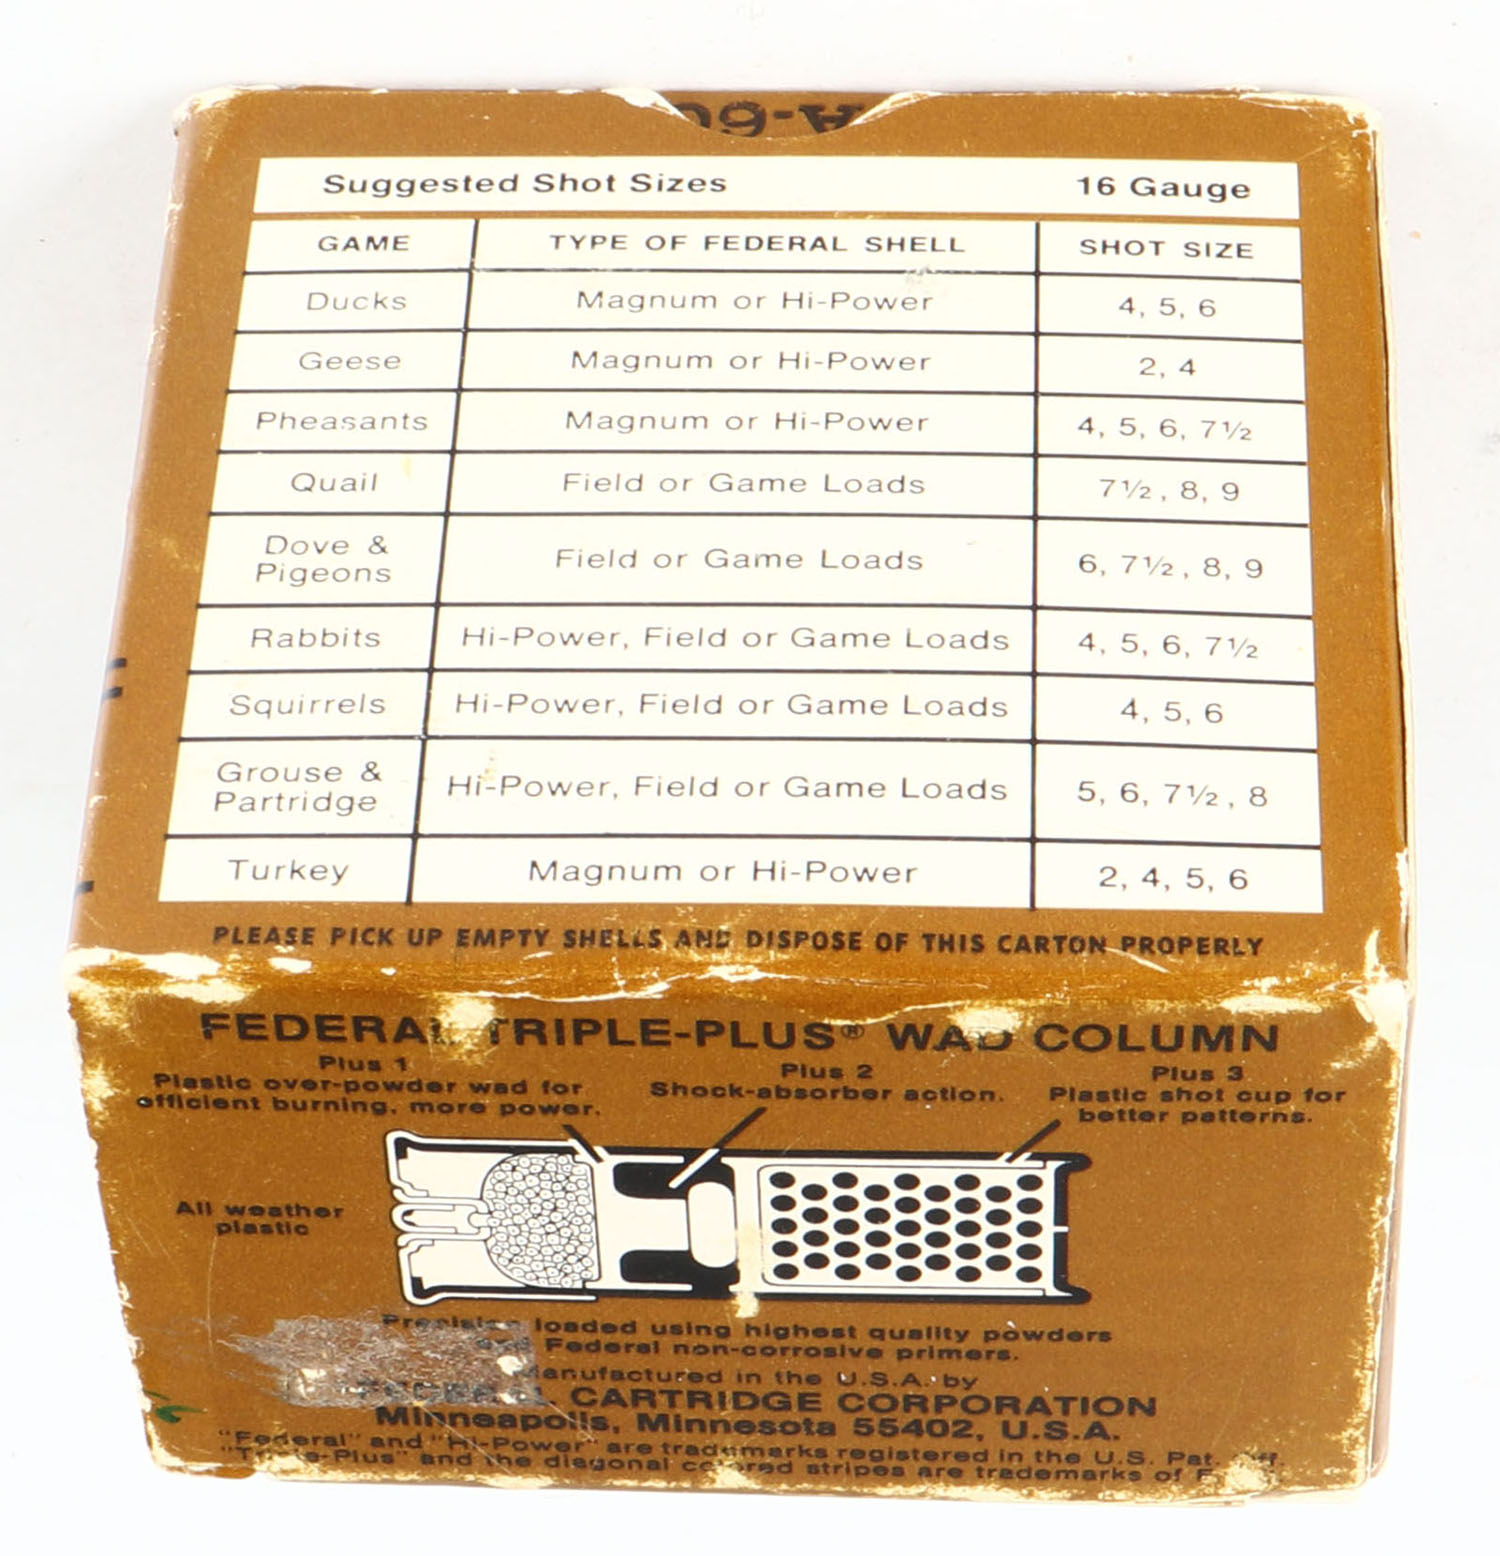 A-60
Suggested Shot Sizes 16 Gauge
GAME TYPE OF FEDERAL SHELL SHOT SIZE
Ducks Magnum or Hi-Power 4, 5, 6
Geese Magnum or Hi-Power 2, 4
Pheasants Magnum or Hi-Power 4, 5, 6, 7½
Quail Field or Game Loads 7½, 8, 9
Dove &
Pigeons Field or Game Loads 6, 7½, 8, 9
Rabbits Hi-Power, Field or Game Loads 4, 5, 6, 7½
Squirrels Hi-Power, Field or Game Loads 4, 5, 6
Grouse &
Partridge Hi-Power, Field or Game Loads 5, 6, 7½, 8
Turkey Magnum or Hi-Power 2, 4, 5, 6
PLEASE PICK UP EMPTY SHELLS AND DISPOSE OF THIS CARTON PROPERLY
FEDERAL TRIPLE-PLUS® WAD COLUMN
Plus 1
Plastic over-powder wad for
efficient burning, more power.
Plus 2
Shock-absorber action.
Plus 3
Plastic shot cup for
better patterns.
All weather
plastic
Precision loaded using highest quality powders
and Federal non-corrosive primers.
Manufactured in the U.S.A. by
FEDERAL CARTRIDGE CORPORATION
Minneapolis, Minnesota 55402, U.S.A.
"Federal" and "Hi-Power" are trademarks registered in the U.S. Pat. Off.
"Triple-Plus" and the diagonal colored stripes are trademarks of